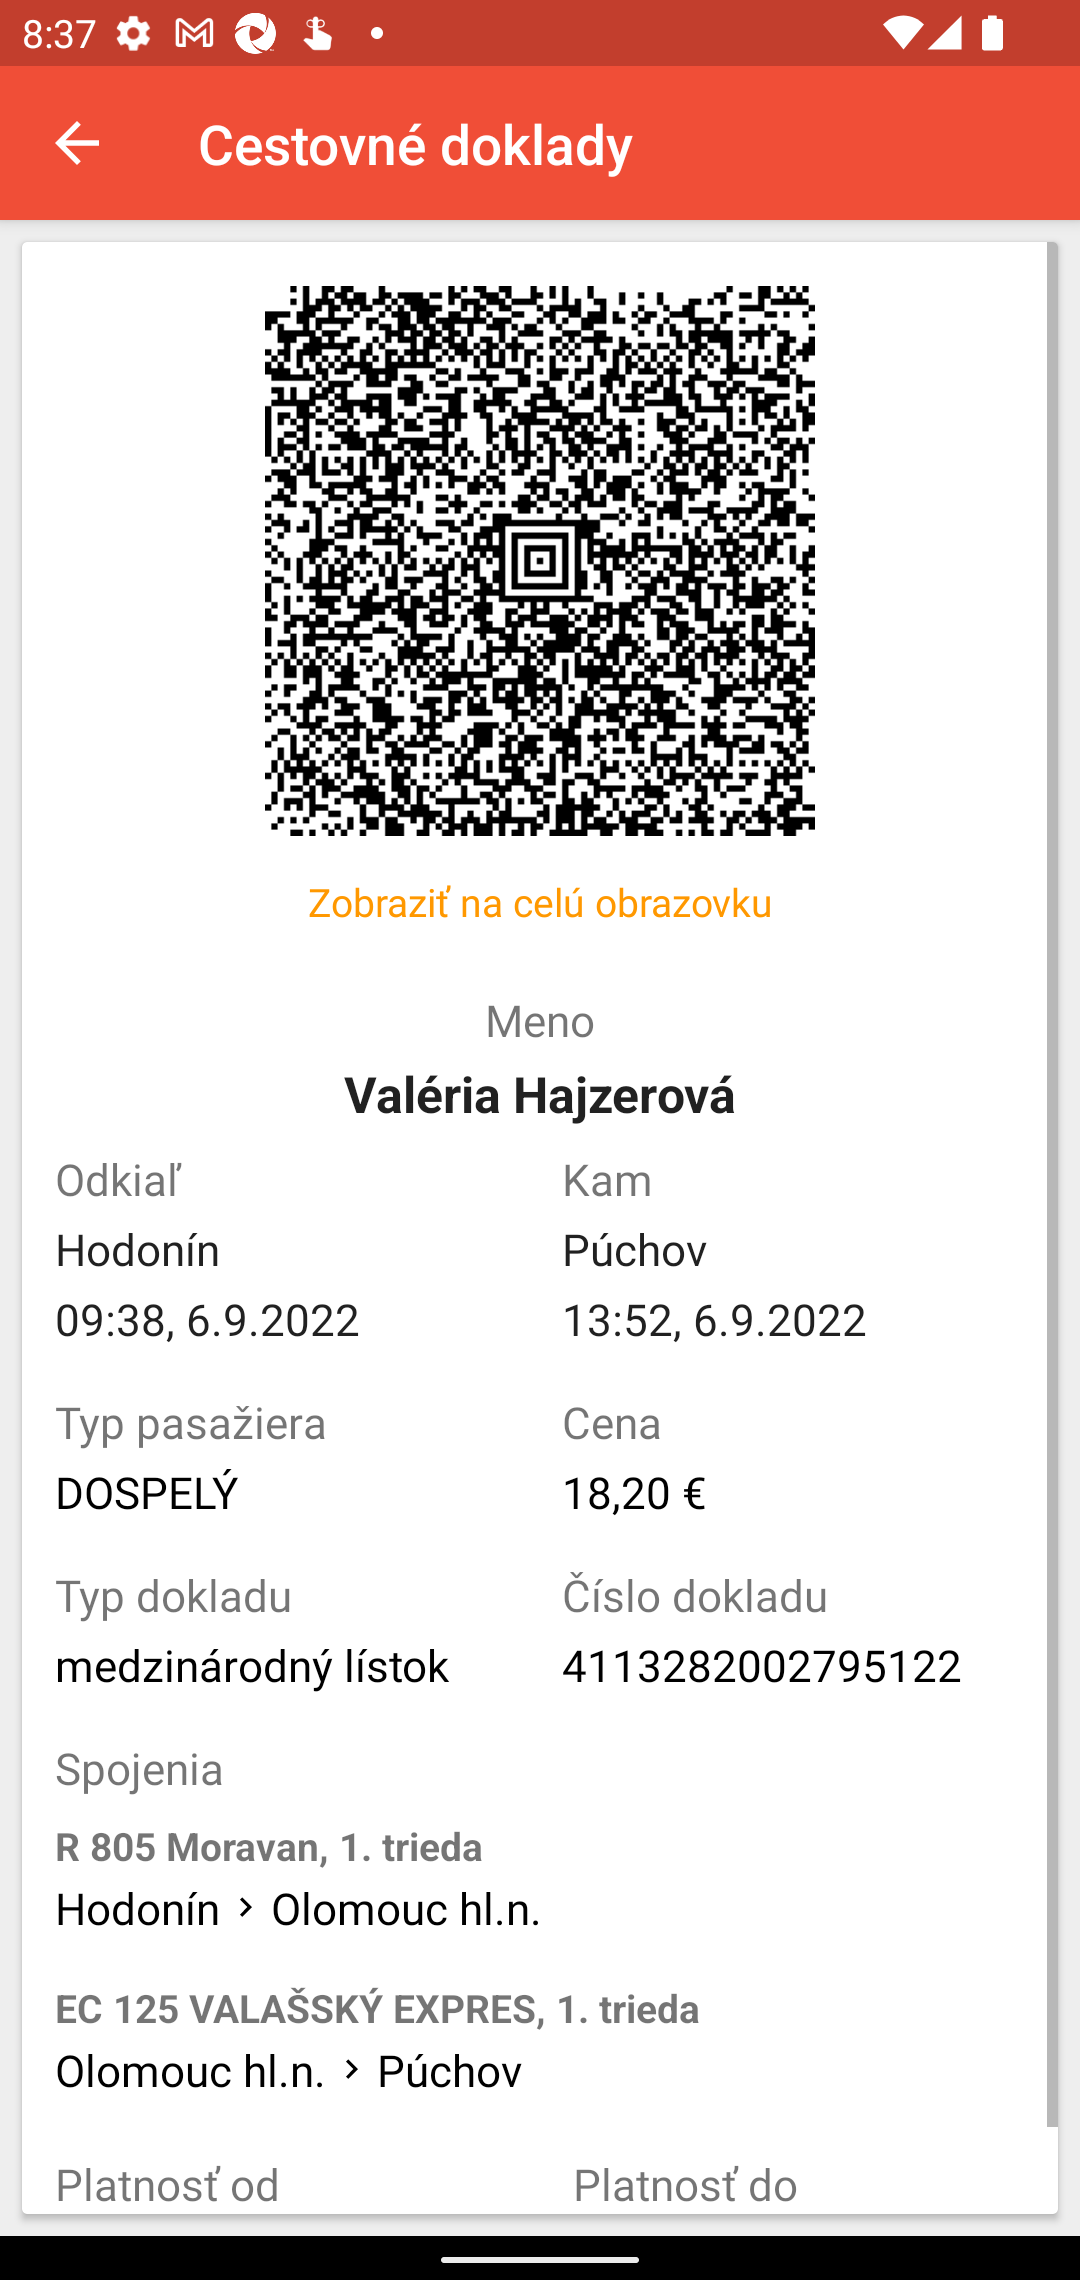 8:37
Cestovné doklady
Zobraziť na celú obrazovku
Meno
Valéria Hajzerová
Odkiaľ
Kam
Hodonín
Púchov
09:38, 6.9.2022
13:52, 6.9.2022
Typ pasažiera
Cena
DOSPELÝ
18,20 €
Typ dokladu
Číslo dokladu
medzinárodný lístok
4113282002795122
Spojenia
R 805 Moravan, 1. trieda
Hodonín > Olomouc hl.n.
EC 125 VALAŠSKÝ EXPRES, 1. trieda
Olomouc hl.n. > Púchov
Platnosť od
Platnosť do